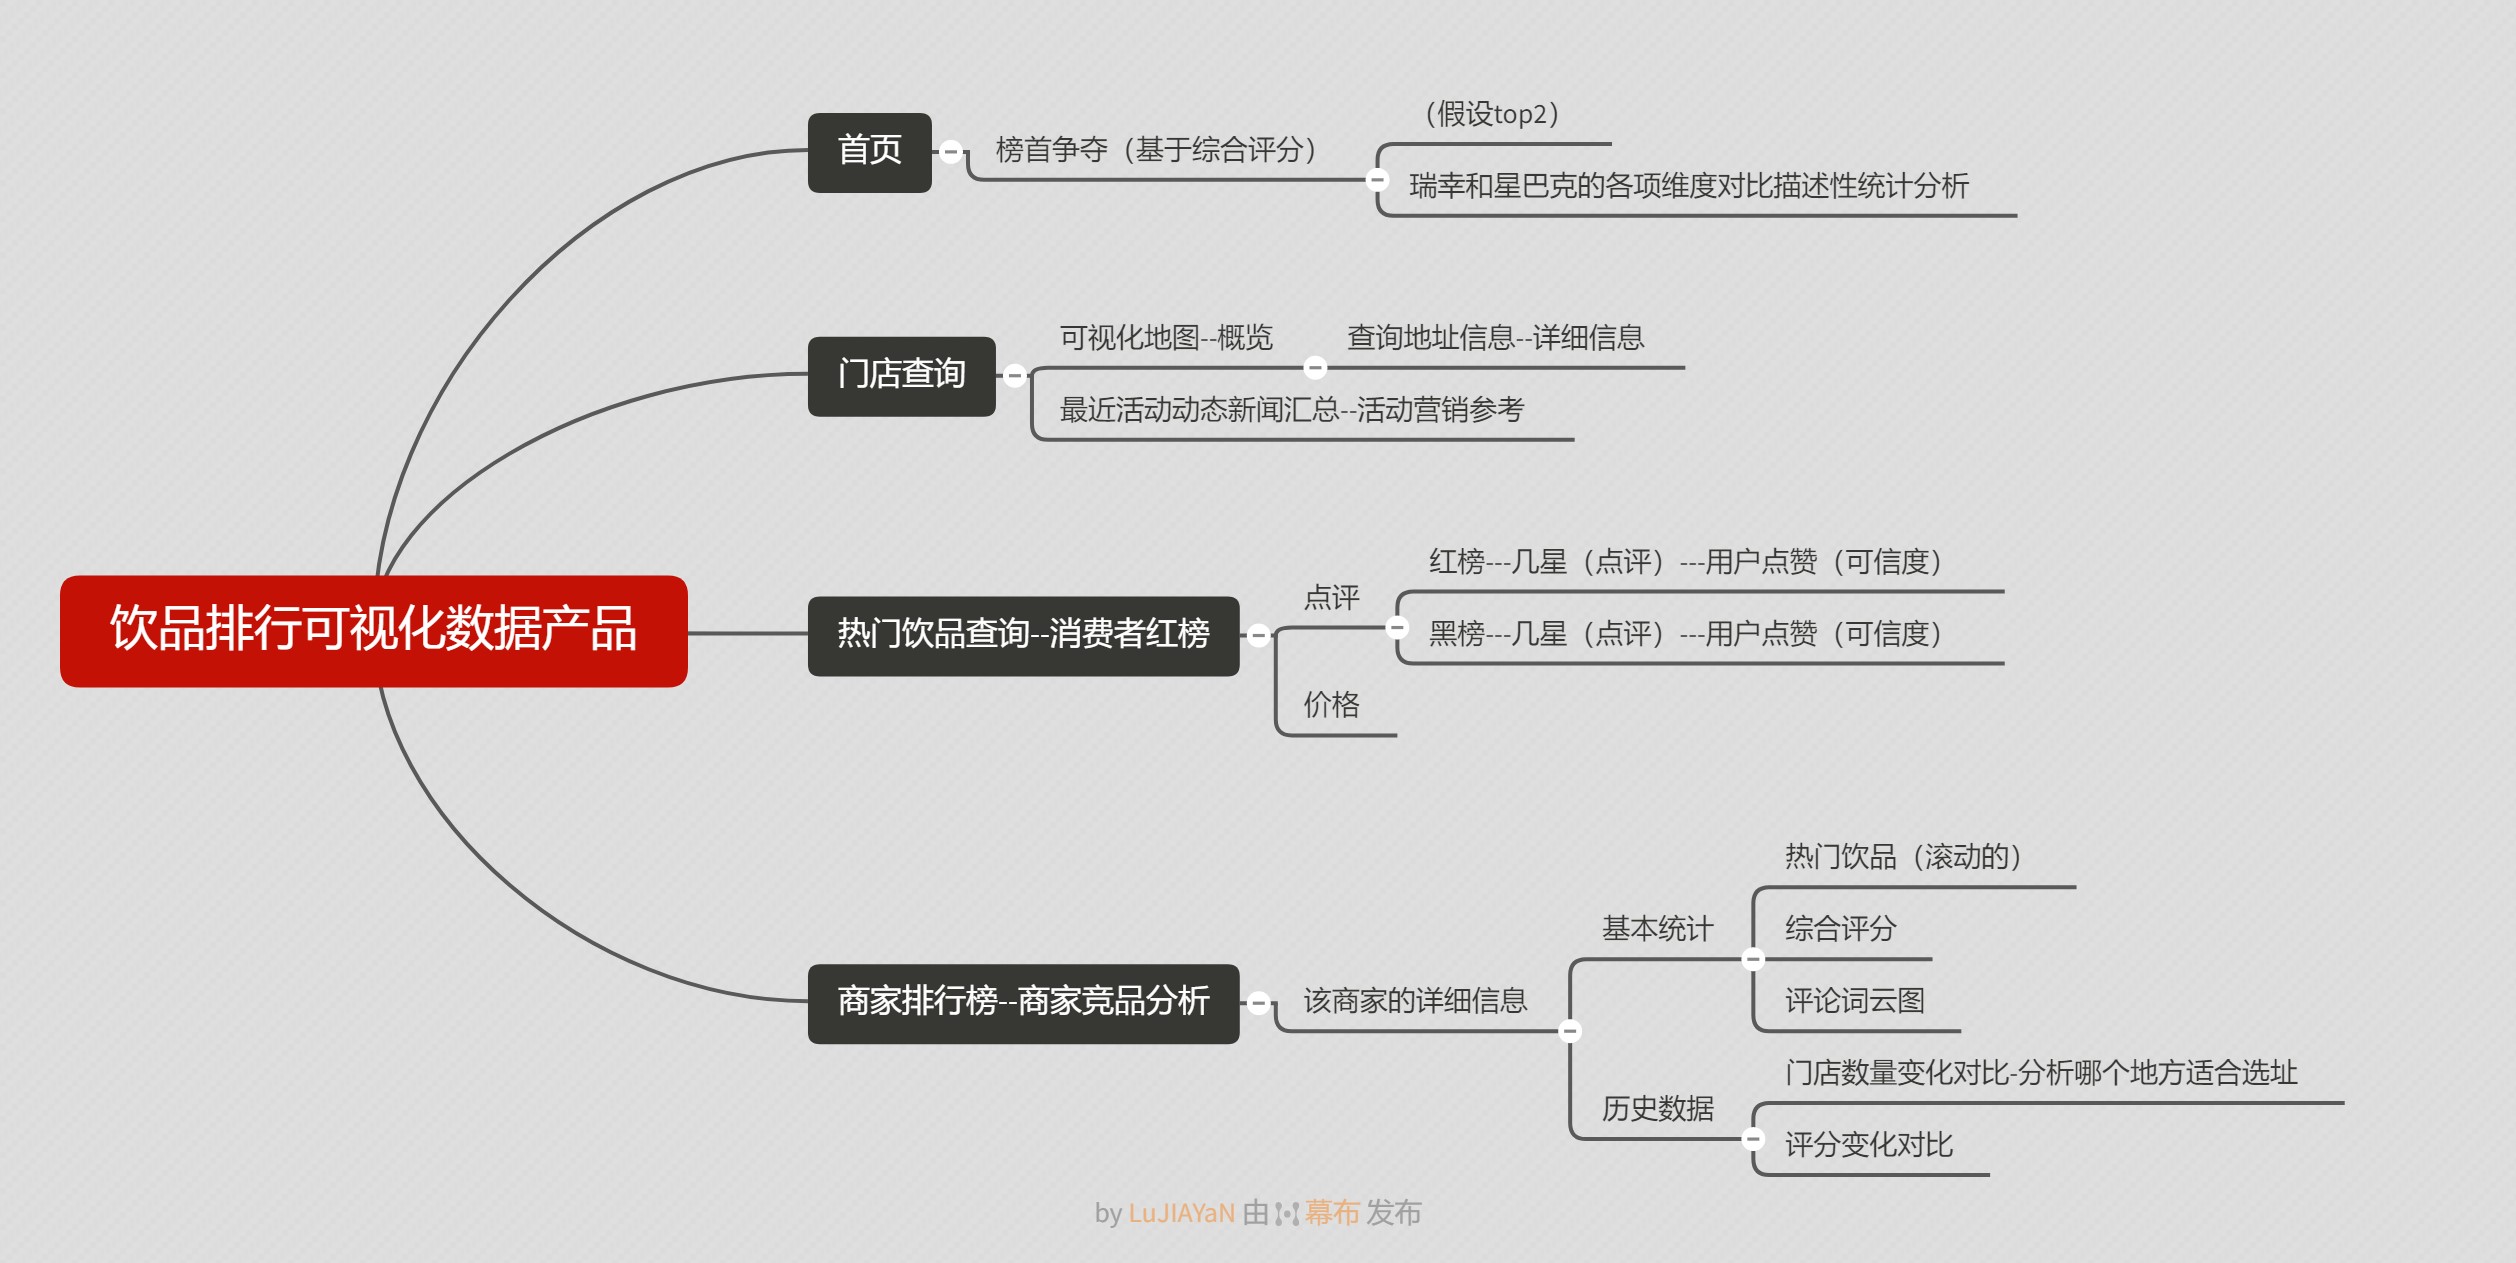 饮品排行可视化数据产品
首页
榜首争夺（基于综合评分）
（假设top2）
瑞幸和星巴克的各项维度对比描述性统计分析
门店查询
可视化地图--概览
查询地址信息--详细信息
最近活动动态新闻汇总--活动营销参考
热门饮品查询--消费者红榜
点评
红榜---几星（点评）---用户点赞（可信度）
黑榜---几星（点评）---用户点赞（可信度）
价格
商家排行榜--商家竞品分析
该商家的详细信息
基本统计
热门饮品（滚动的）
综合评分
评论词云图
历史数据
门店数量变化对比-分析哪个地方适合选址
评分变化对比
by LuJIAYaN 由 幕布 发布